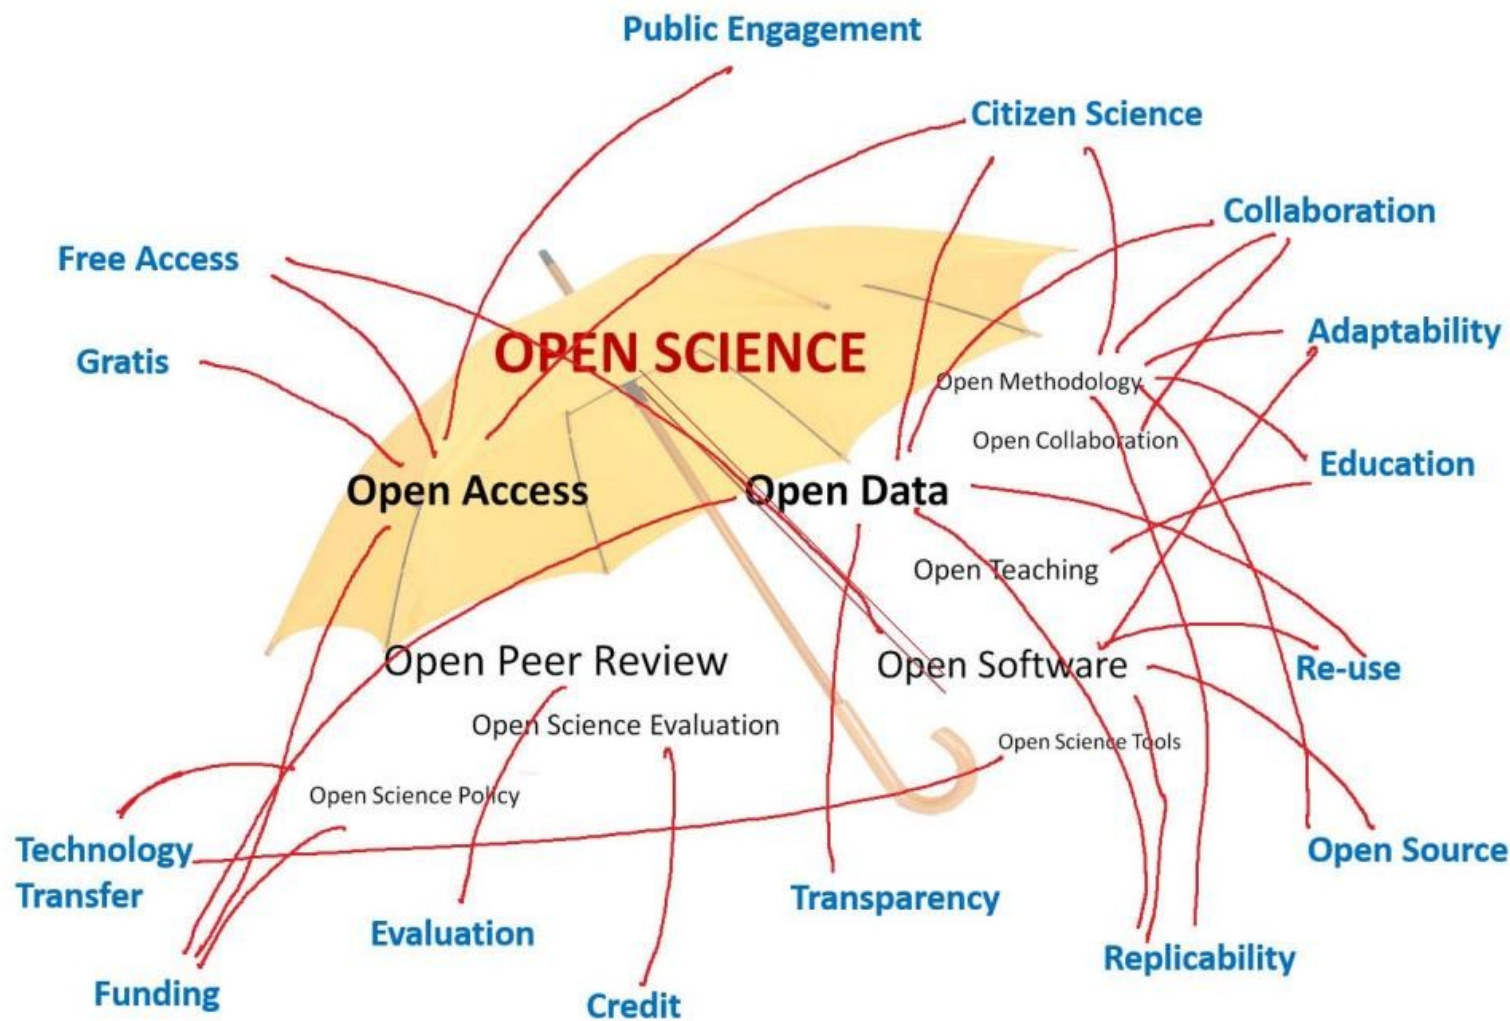 Public Engagement
Citizen Science
Collaboration
Free Access
Adaptability
OPEN SCIENCE
Gratis
Open Methodology
Open Collaboration
Education
Open Access
Open Data
Open Teaching
Open Peer Review
Open Software
Re-use
Open Science Evaluation
Open Science Tools
Open Science Policy
Technology
Transfer
Open Source
Transparency
Evaluation
Replicability
Funding
Credit